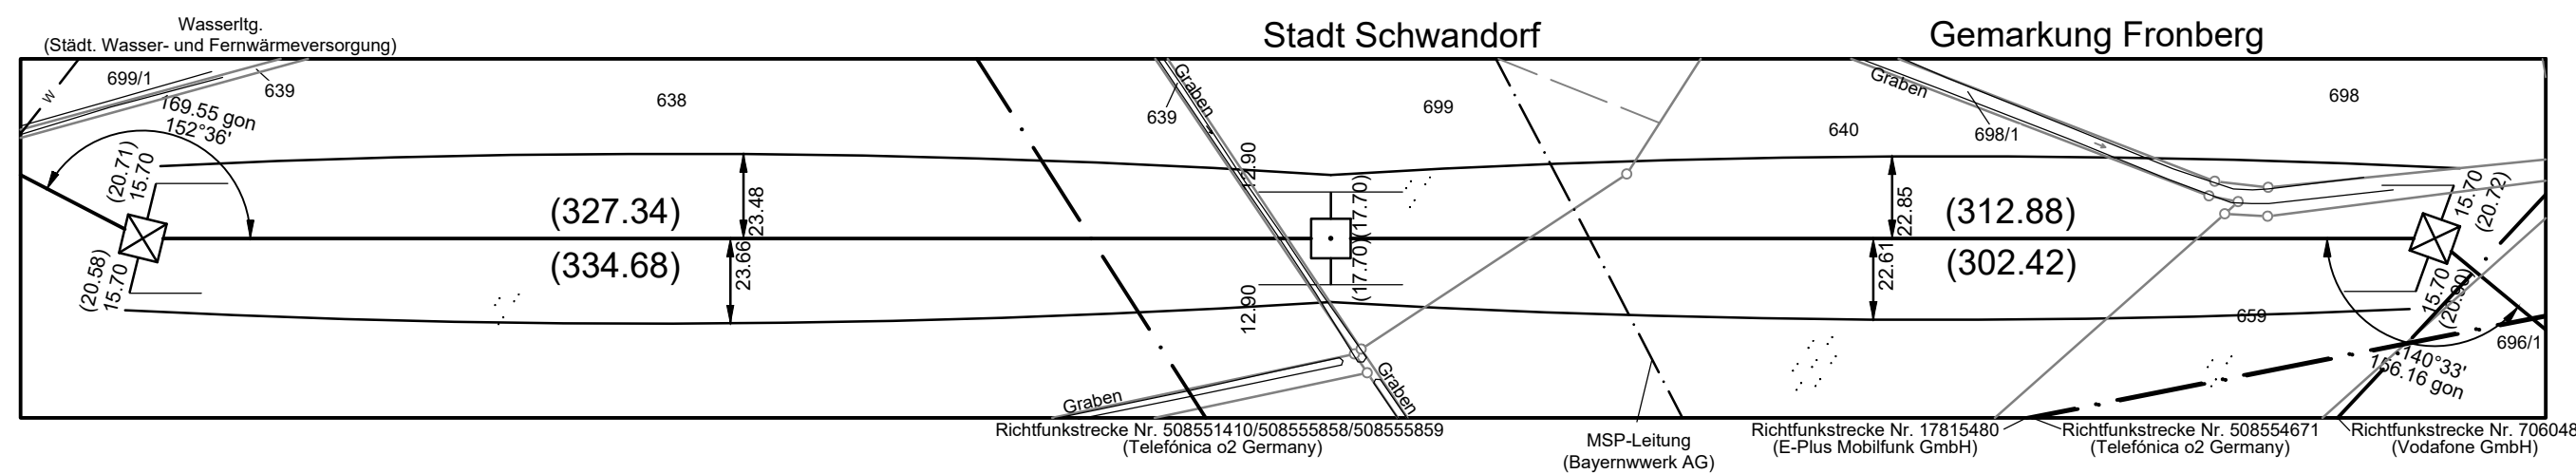 Wasserltg.
(Städt. Wasser- und Fernwärmeversorgung)
Stadt Schwandorf
Gemarkung Fronberg
699/1
639
W
169.55 gon
152°36'
638
Graben
639
699
640
Graben
698/1
698
(20.71)
15.70
(327.34)
23.48
12.90
(17.70)
(17.70)
22.85
(312.88)
15.70
(20.72)
(20.58)
15.70
(334.68)
23.66
12.90
22.61
(302.42)
15.70
(20.90)
659
696/1
140°33'
156.16 gon
Graben
Graben
Richtfunkstrecke Nr. 508551410/508555858/508555859
(Telefónica o2 Germany)
MSP-Leitung
(Bayernwwerk AG)
Richtfunkstrecke Nr. 17815480
(E-Plus Mobilfunk GmbH)
Richtfunkstrecke Nr. 508554671
(Telefónica o2 Germany)
Richtfunkstrecke Nr. 706048
(Vodafone GmbH)